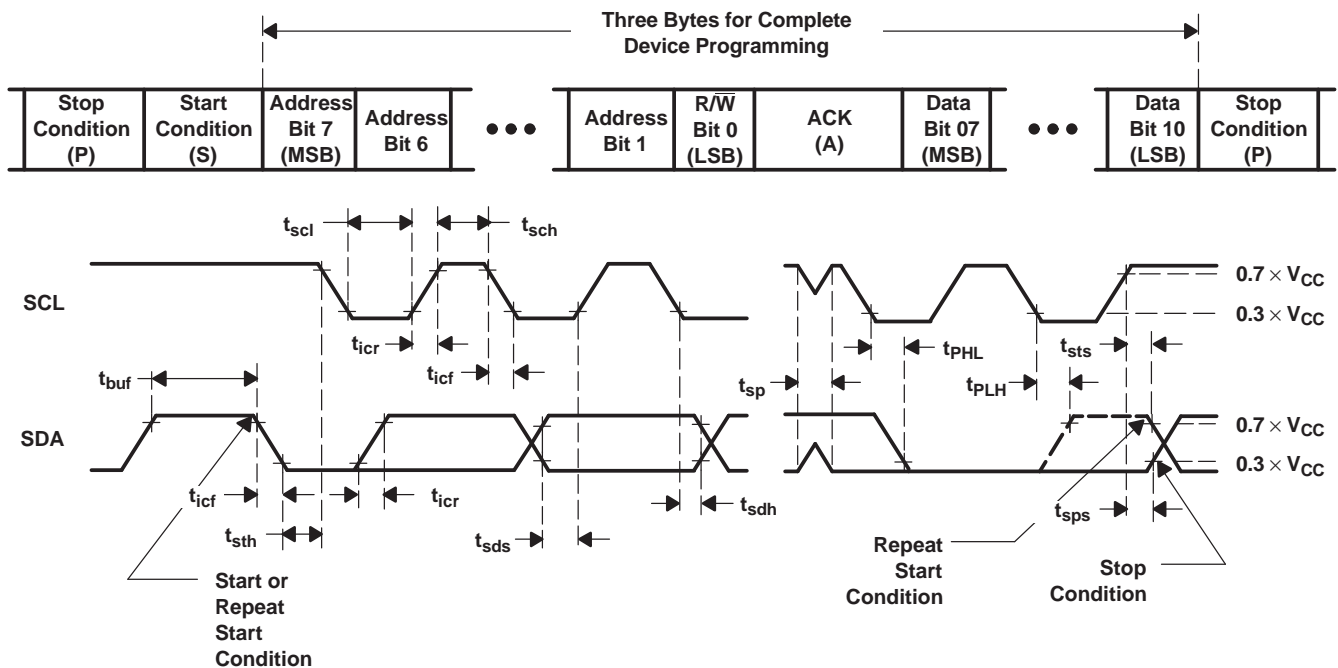 Three Bytes for Complete
Device Programming
Stop
Condition
(P)
Start
Condition
(S)
Address
Bit 7
(MSB)
Address
Bit 6
Address
Bit 1
R/W̅
Bit 0
(LSB)
ACK
(A)
Data
Bit 07
(MSB)
Data
Bit 10
(LSB)
Stop
Condition
(P)
tscl
tsch
SCL
0.7 × VCC
0.3 × VCC
ticr
ticf
tPHL
tsts
tbuf
tsp
tPLH
SDA
0.7 × VCC
0.3 × VCC
ticf
ticr
tsdh
tsps
tsth
tsds
Start or
Repeat
Start
Condition
Repeat
Start
Condition
Stop
Condition